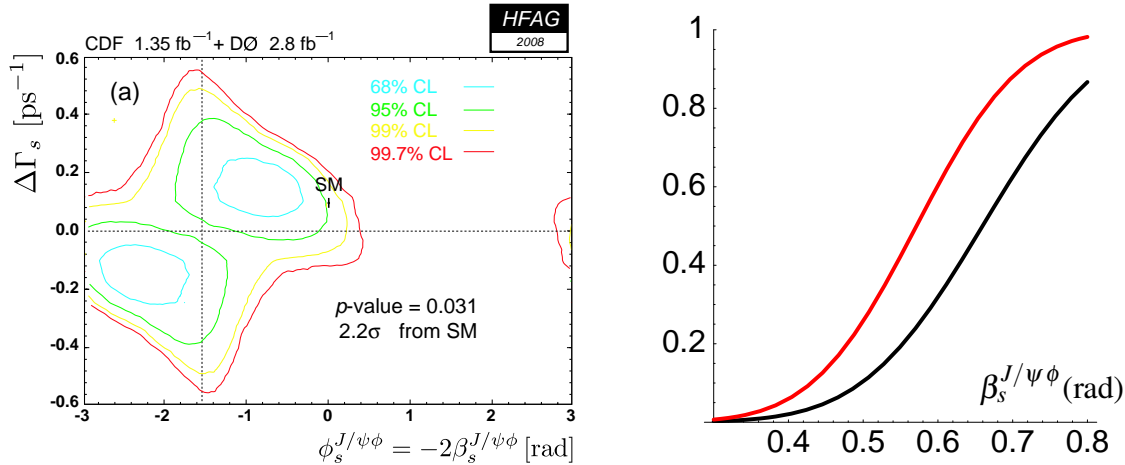 HFAG
2008
CDF 1.35 fb⁻¹ + DØ 2.8 fb⁻¹
(a)
68% CL
95% CL
99% CL
99.7% CL
SM
p-value = 0.031
2.2σ from SM
ΔΓₛ [ps⁻¹]
0.6
0.4
0.2
0.0
-0.2
-0.4
-0.6
-3 -2 -1 0 1 2 3
ϕ_s^{J/ψϕ} = −2β_s^{J/ψϕ} [rad]
1
0.8
0.6
0.4
0.2
β_s^{J/ψϕ}(rad)
0.4 0.5 0.6 0.7 0.8